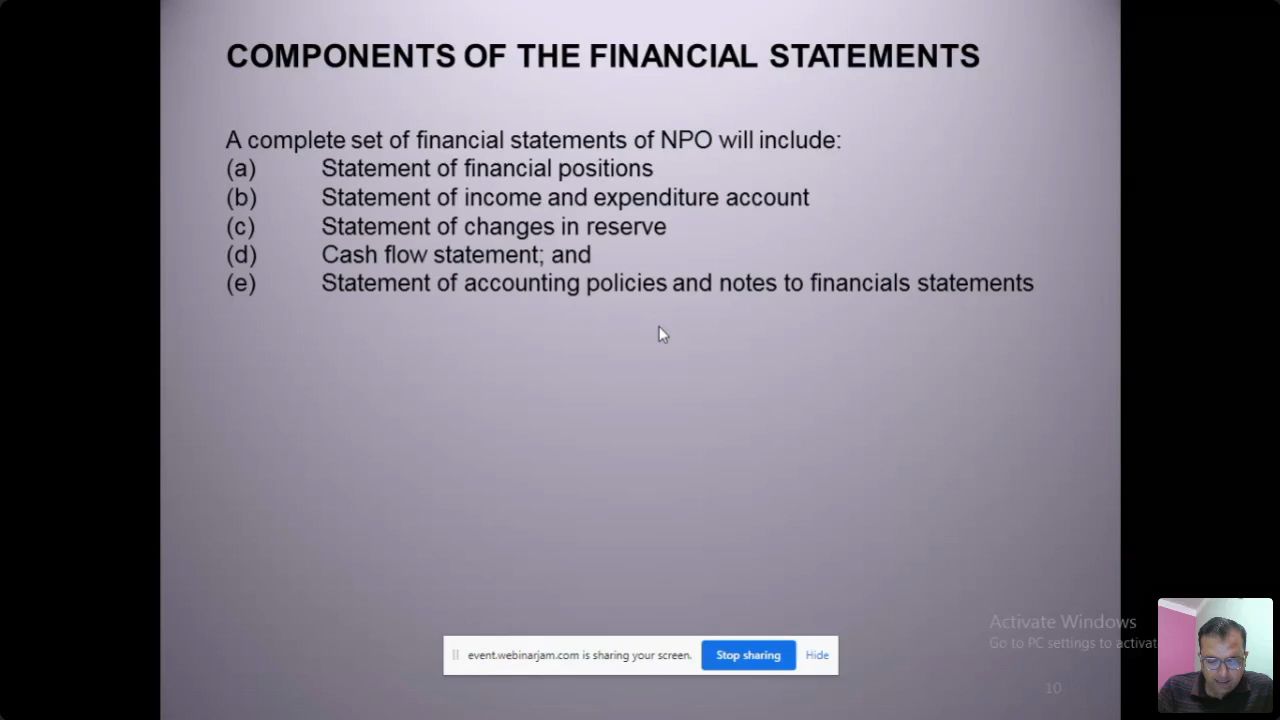 COMPONENTS OF THE FINANCIAL STATEMENTS
A complete set of financial statements of NPO will include:
(a) Statement of financial positions
(b) Statement of income and expenditure account
(c) Statement of changes in reserve
(d) Cash flow statement; and
(e) Statement of accounting policies and notes to financials statements
Activate Windows
Go to PC settings to activat
event.webinarjam.com is sharing your screen. Stop sharing Hide
10